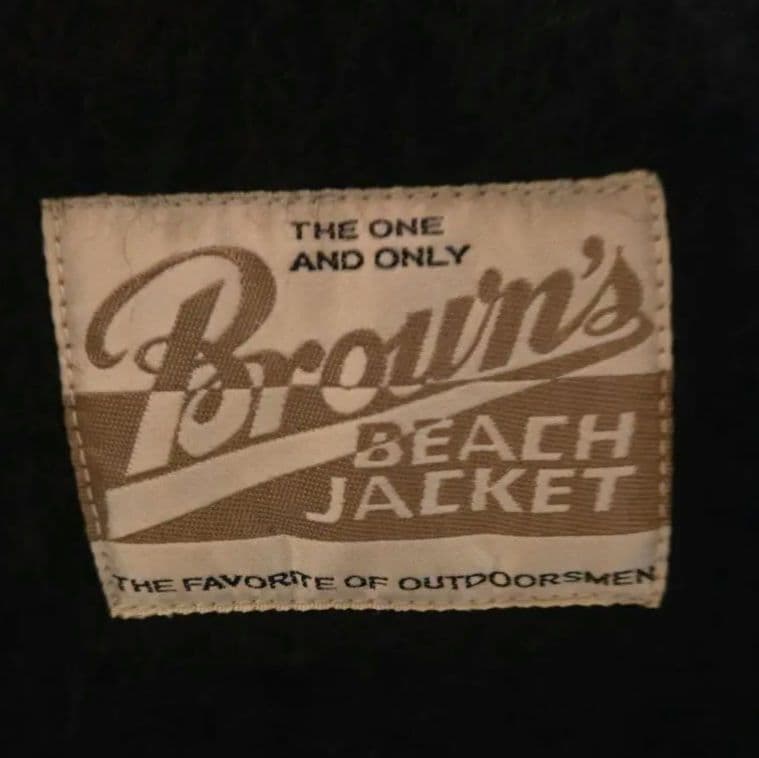 THE ONE
AND ONLY
Brown's
BEACH
JACKET
THE FAVORITE OF OUTDOORSMEN